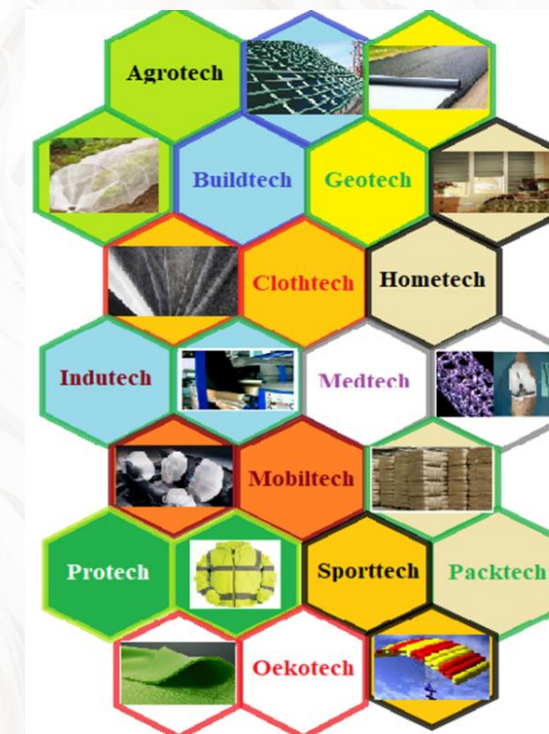 Agrotech
Buildtech
Geotech
Clothtech
Hometech
Indutech
Medtech
Mobiltech
Protech
Sporttech
Packtech
Oekotech